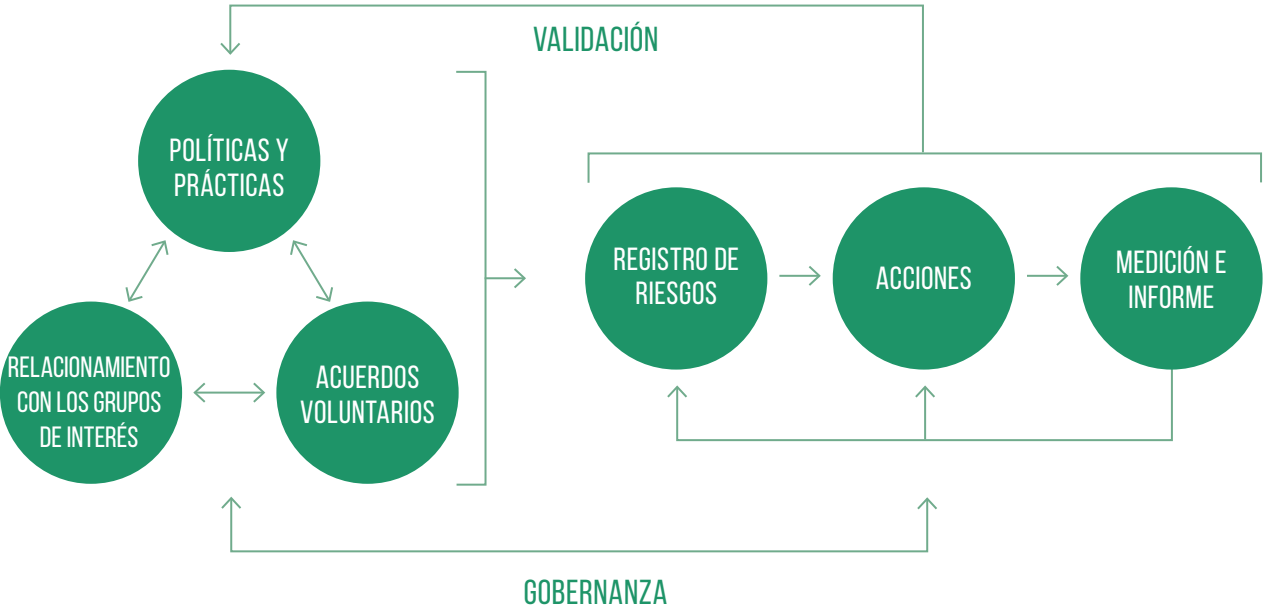 VALIDACIÓN
POLÍTICAS Y
PRÁCTICAS
RELACIONAMIENTO
CON LOS GRUPOS
DE INTERÉS
ACUERDOS
VOLUNTARIOS
REGISTRO DE
RIESGOS
ACCIONES
MEDICIÓN E
INFORME
GOBERNANZA